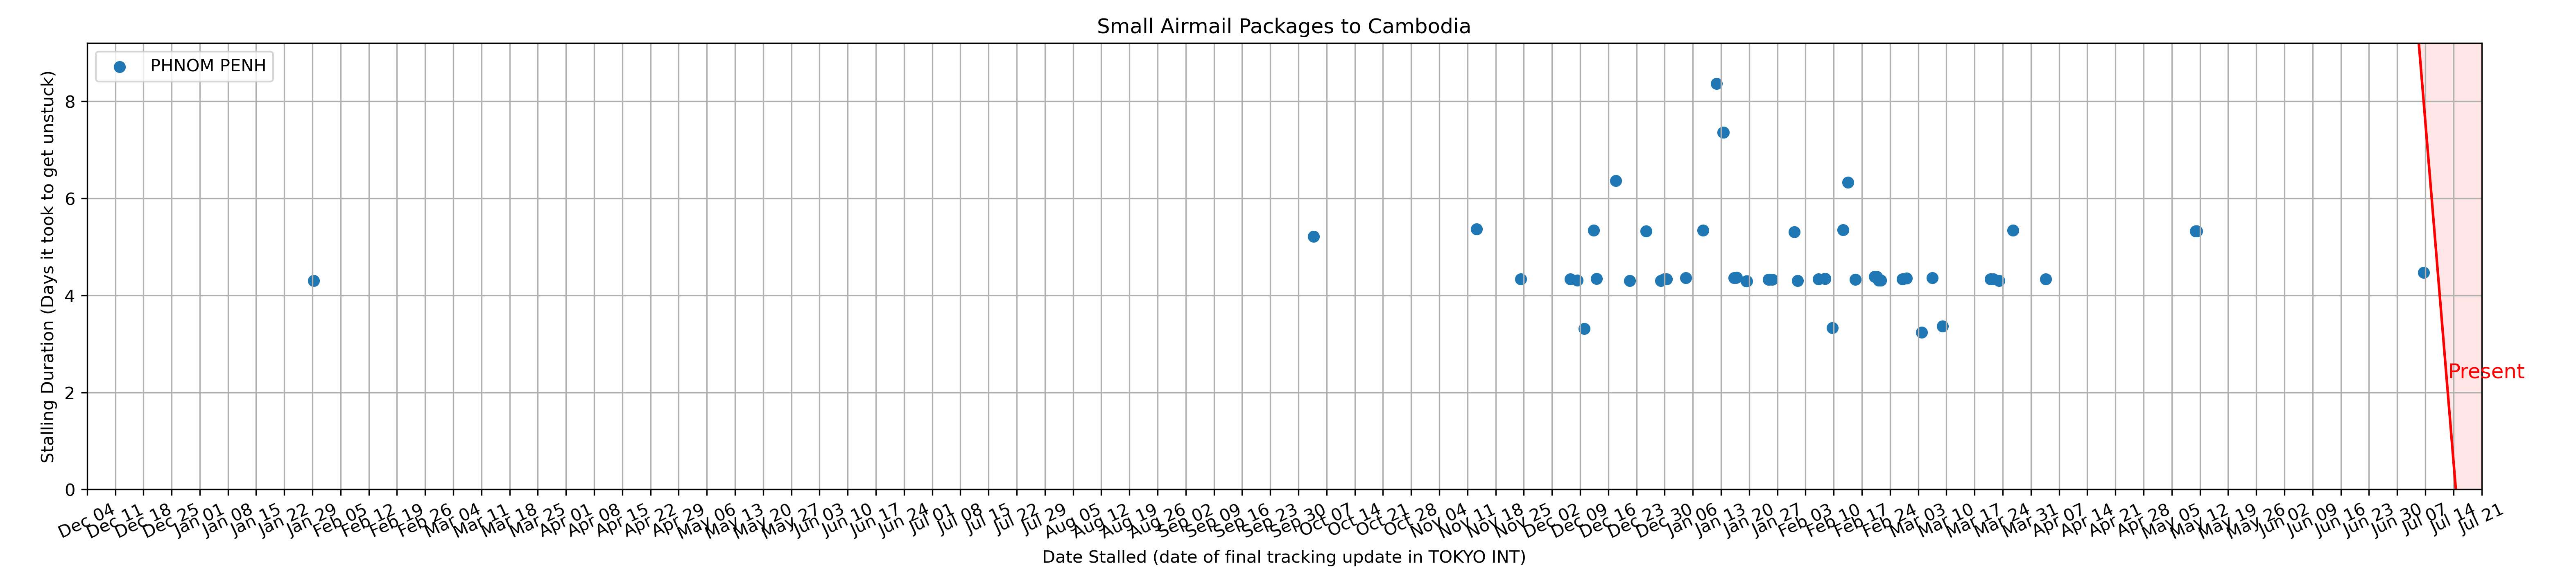 Small Airmail Packages to Cambodia
PHNOM PENH
Stalling Duration (Days it took to get unstuck)
8
6
4
2
0
Present
Dec 04
Dec 11
Dec 18
Dec 25
Jan 01
Jan 08
Jan 15
Jan 22
Jan 29
Feb 05
Feb 12
Feb 19
Feb 26
Mar 04
Mar 11
Mar 18
Mar 25
Apr 01
Apr 08
Apr 15
Apr 22
Apr 29
May 06
May 13
May 20
May 27
Jun 03
Jun 10
Jun 17
Jun 24
Jul 01
Jul 08
Jul 15
Jul 22
Jul 29
Aug 05
Aug 12
Aug 19
Aug 26
Sep 02
Sep 09
Sep 16
Sep 23
Sep 30
Oct 07
Oct 14
Oct 21
Oct 28
Nov 04
Nov 11
Nov 18
Nov 25
Dec 02
Dec 09
Dec 16
Dec 23
Dec 30
Jan 06
Jan 13
Jan 20
Jan 27
Feb 03
Feb 10
Feb 17
Feb 24
Mar 03
Mar 10
Mar 17
Mar 24
Mar 31
Apr 07
Apr 14
Apr 21
Apr 28
May 05
May 12
May 19
May 26
Jun 02
Jun 09
Jun 16
Jun 23
Jun 30
Jul 07
Jul 14
Jul 21
Date Stalled (date of final tracking update in TOKYO INT)